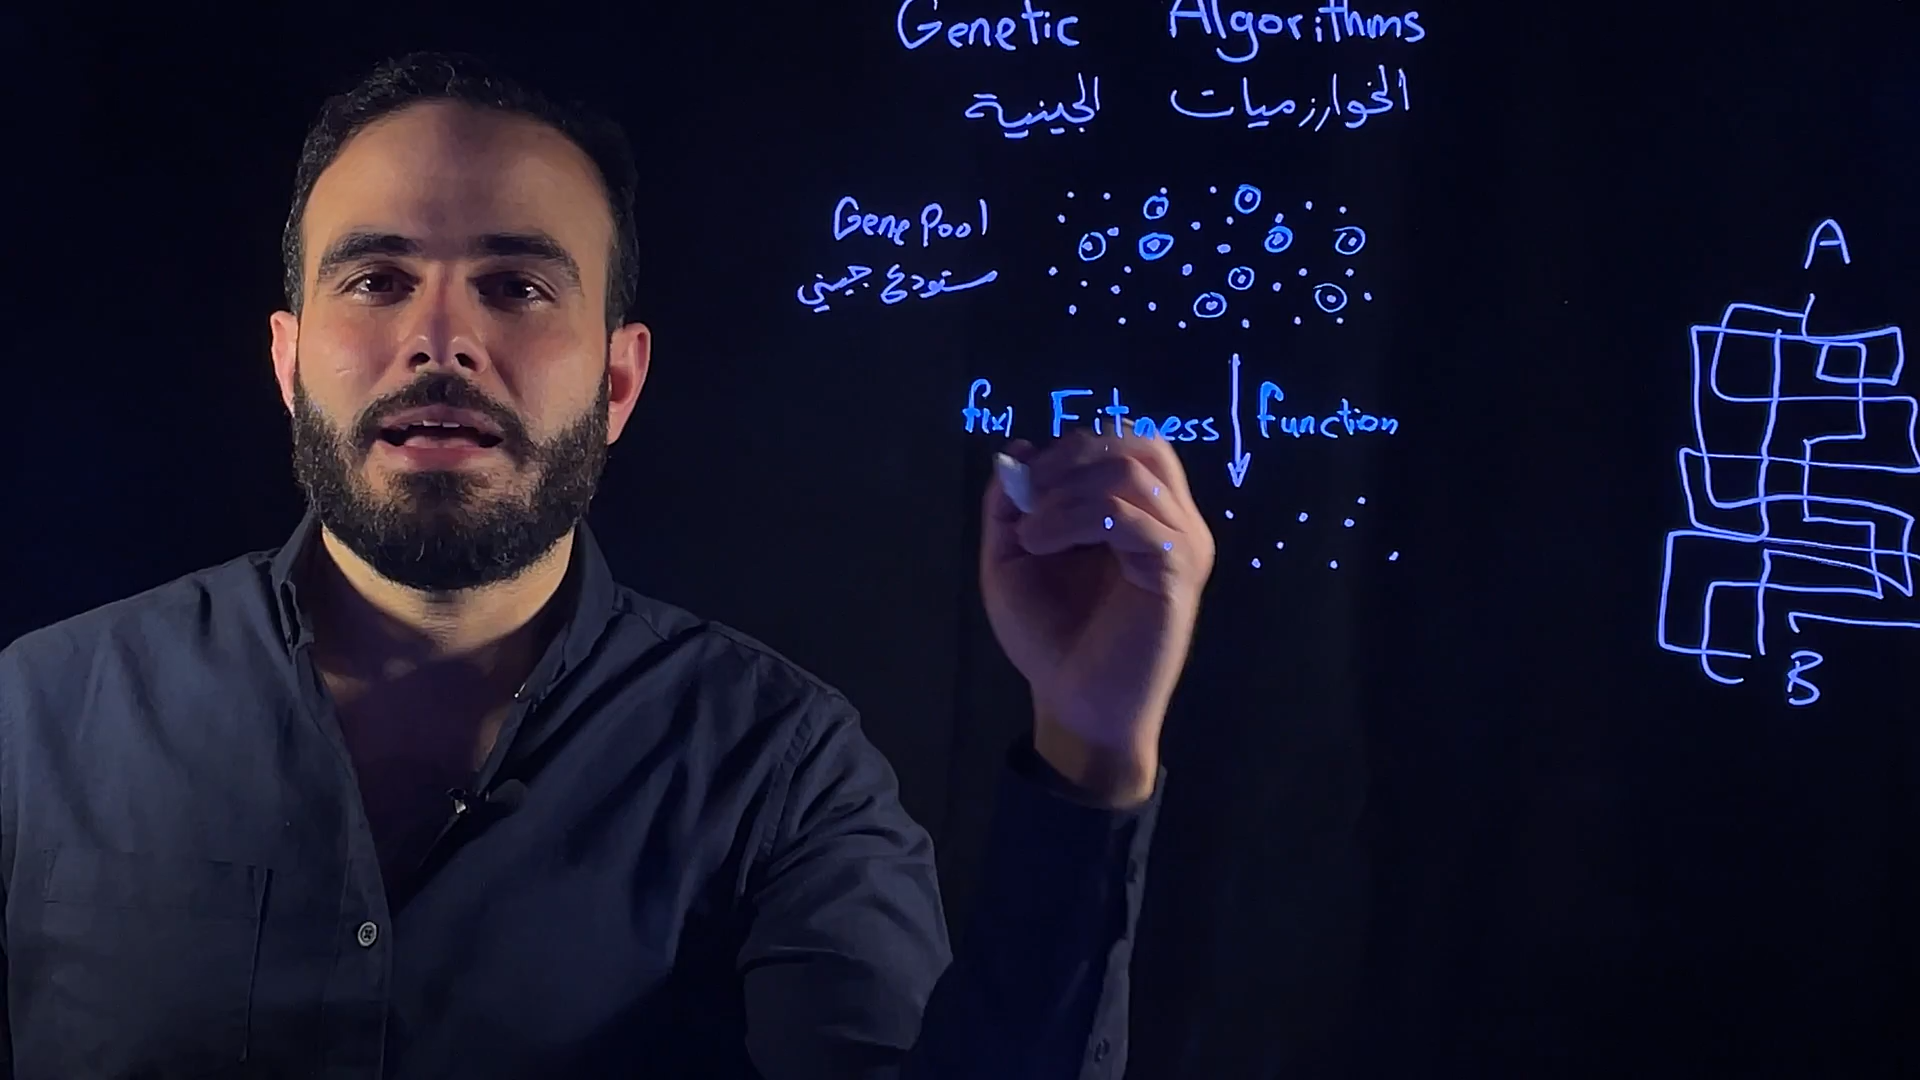 Genetic Algorithms
الخوارزميات الجينية
Gene Pool
مستودع جيني
f(x) Fitness function
A
B